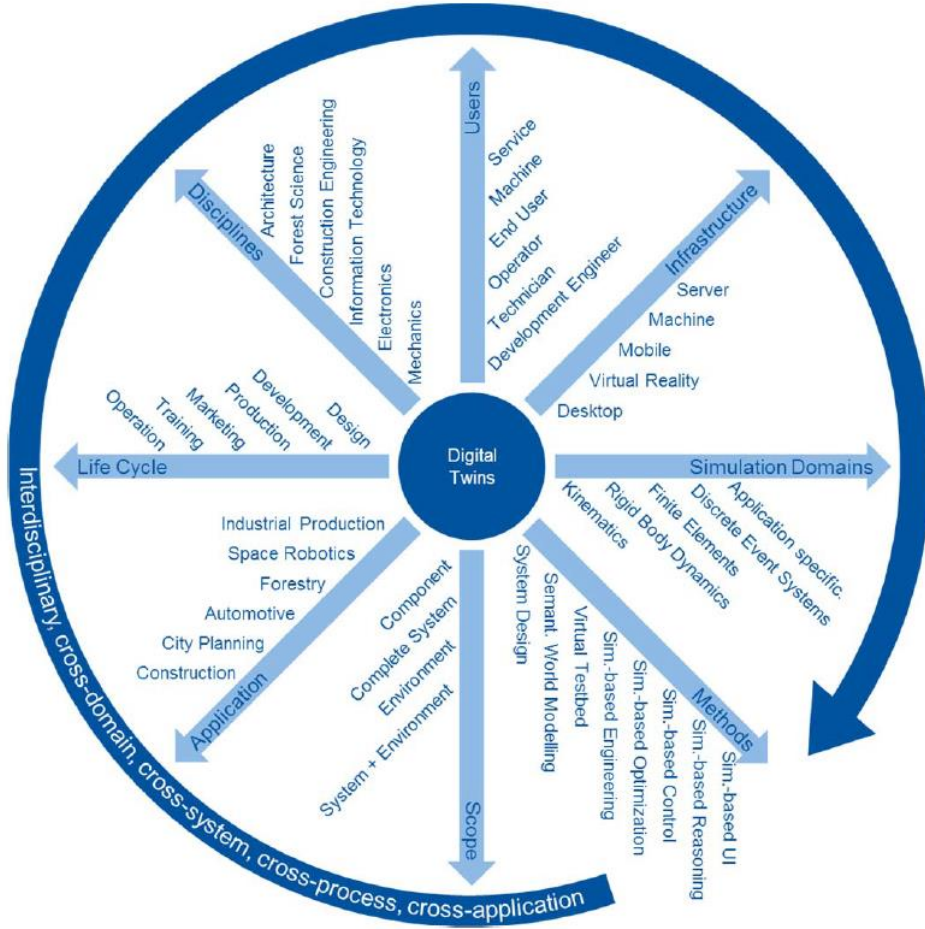 Users
Service
Machine
End User
Operator
Technician
Development Engineer
Infrastructure
Server
Machine
Mobile
Virtual Reality
Desktop
Simulation Domains
Kinematics
Rigid Body Dynamics
Finite Elements
Discrete Event Systems
Application specific.
Methods
System Design
Semant. World Modelling
Virtual Testbed
Sim.-based Engineering
Sim.-based Optimization
Sim.-based Control
Sim.-based Reasoning
Sim.-based UI
Scope
Component
Complete System
Environment
System + Environment
Application
Industrial Production
Space Robotics
Forestry
Automotive
City Planning
Construction
Life Cycle
Operation
Training
Marketing
Production
Development
Design
Disciplines
Architecture
Forest Science
Construction Engineering
Information Technology
Electronics
Mechanics
Digital
Twins
Interdisciplinary, cross-domain, cross-system, cross-process, cross-application